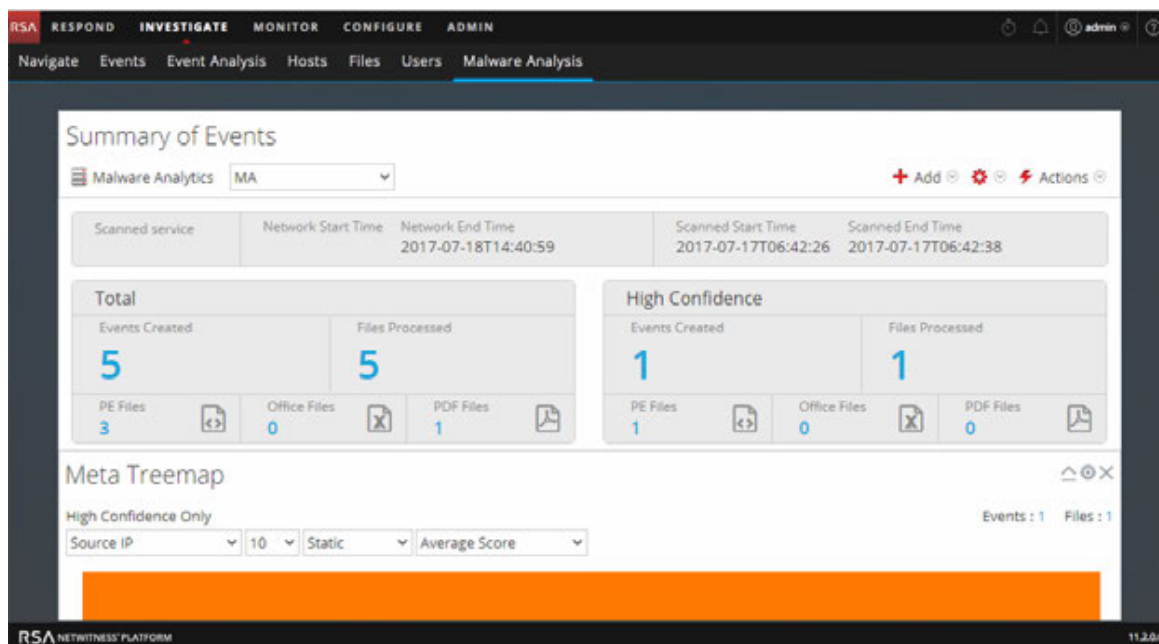 RSA RESPOND INVESTIGATE MONITOR CONFIGURE ADMIN admin
Navigate Events Event Analysis Hosts Files Users Malware Analysis
Summary of Events
Malware Analytics MA Add Actions
Scanned service Network Start Time Network End Time Scanned Start Time Scanned End Time
2017-07-18T14:40:59 2017-07-17T06:42:26 2017-07-17T06:42:38
Total High Confidence
Events Created Files Processed Events Created Files Processed
5 5 1 1
PE Files Office Files PDF Files PE Files Office Files PDF Files
3 0 1 1 0 0
Meta Treemap
High Confidence Only Events : 1 Files : 1
Source IP 10 Static Average Score
RSA NETWITNESS® PLATFORM 11.2.0.